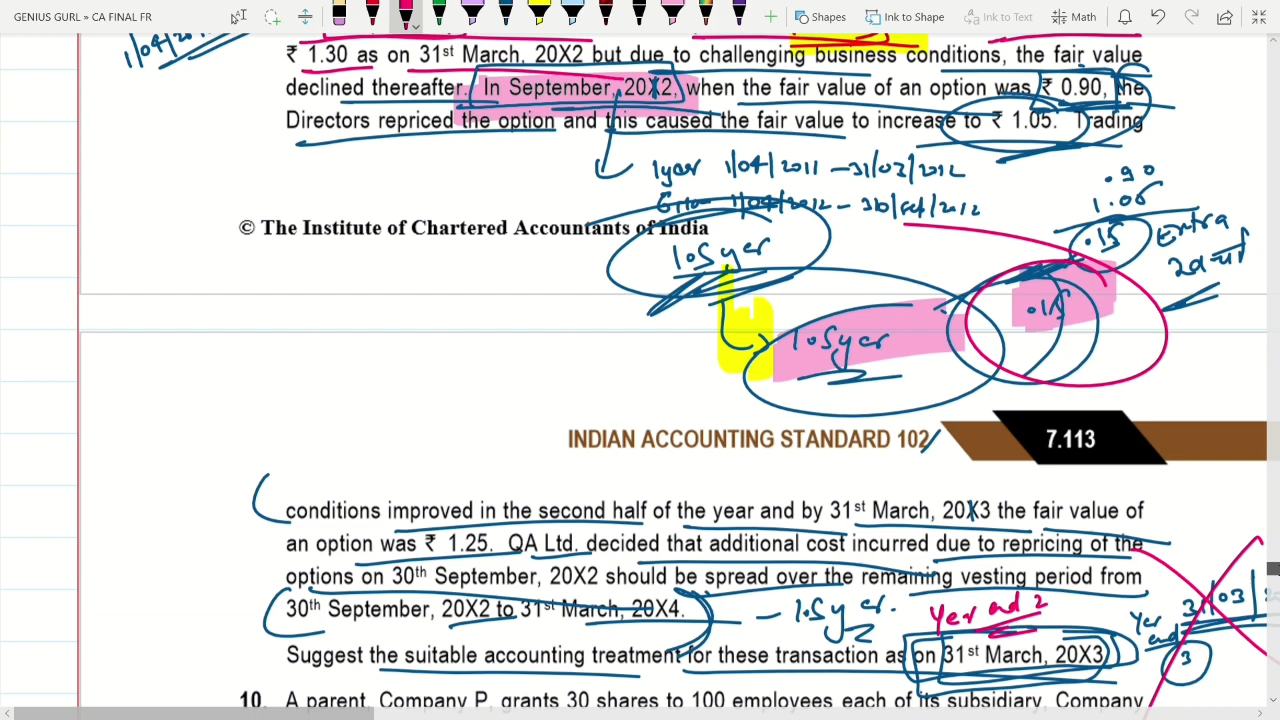 GENIUS GURL > CA FINAL FR
Shapes Ink to Shape Ink to Text Math
₹ 1.30 as on 31st March, 20X2 but due to challenging business conditions, the fair value
declined thereafter. In September, 20X2, when the fair value of an option was ₹ 0.90, the
Directors repriced the option and this caused the fair value to increase to ₹ 1.05. Trading
1year 1/04/2011 – 31/03/2012
.90
1.05
.15 Extra
© The Institute of Chartered Accountants of India
1.5 yer
.15
1.5 yer
INDIAN ACCOUNTING STANDARD 102 7.113
conditions improved in the second half of the year and by 31st March, 20X3 the fair value of
an option was ₹ 1.25. QA Ltd. decided that additional cost incurred due to repricing of the
options on 30th September, 20X2 should be spread over the remaining vesting period from
30th September, 20X2 to 31st March, 20X4. – 1.5 yer. Yer end 2
Yer end 3
Suggest the suitable accounting treatment for these transaction as on 31st March, 20X3
10. A parent, Company P, grants 30 shares to 100 employees each of its subsidiary, Company